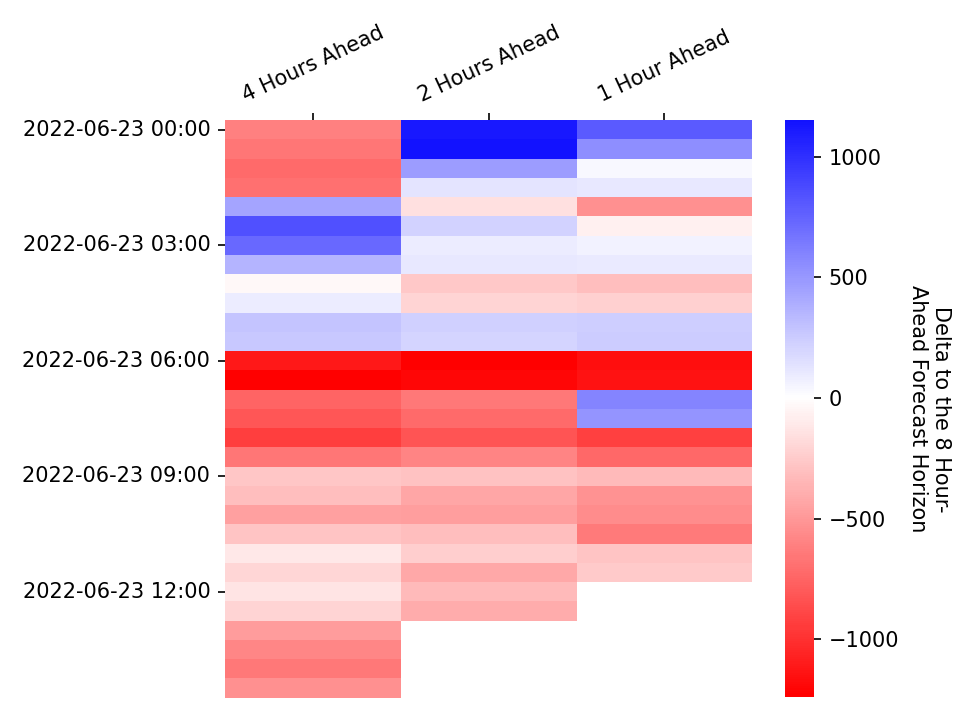 4 Hours Ahead
2 Hours Ahead
1 Hour Ahead
2022-06-23 00:00
2022-06-23 03:00
2022-06-23 06:00
2022-06-23 09:00
2022-06-23 12:00
1000
500
0
−500
−1000
Delta to the 8 Hour-
Ahead Forecast Horizon